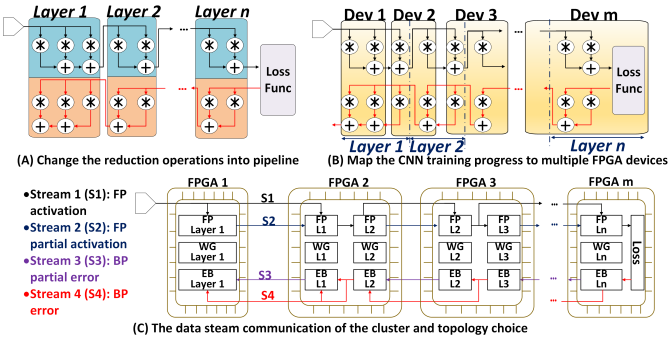 Layer 1 Layer 2 ... Layer n
* * * * * * *
+ + + +
Loss
Func
* * * * * * *
+ + + +
(A) Change the reduction operations into pipeline
Dev 1 Dev 2 Dev 3 ... Dev m
Loss
Func
Layer 1 Layer 2 Layer n
(B) Map the CNN training progress to multiple FPGA devices
•Stream 1 (S1): FP
activation
•Stream 2 (S2): FP
partial activation
•Stream 3 (S3): BP
partial error
•Stream 4 (S4): BP
error
FPGA 1 FPGA 2 FPGA 3 FPGA m
S1
S2
S3
S4
FP
Layer 1
WG
Layer 1
EB
Layer 1
FP
L1
FP
L2
WG
L1
WG
L2
EB
L1
EB
L2
FP
L2
FP
L3
WG
L2
WG
L3
EB
L2
EB
L3
...
FP
Ln
WG
Ln
EB
Ln
Loss
(C) The data steam communication of the cluster and topology choice